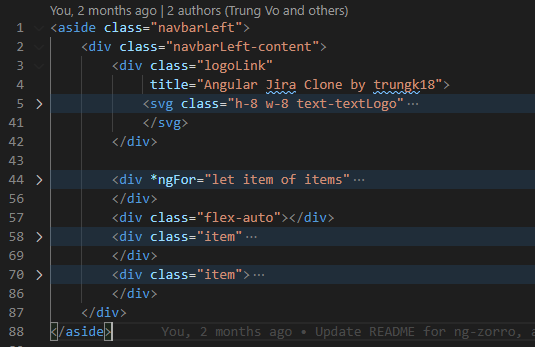 You, 2 months ago | 2 authors (Trung Vo and others)
1 <aside class="navbarLeft">
2 <div class="navbarLeft-content">
3 <div class="logoLink"
4 title="Angular Jira Clone by trungk18">
5 > <svg class="h-8 w-8 text-textLogo"⋯
41 </svg>
42 </div>
43
44 > <div *ngFor="let item of items"⋯
56 </div>
57 <div class="flex-auto"></div>
58 > <div class="item"⋯
69 </div>
70 > <div class="item">⋯
86 </div>
87 </div>
88 </aside> You, 2 months ago • Update README for ng-zorro, a